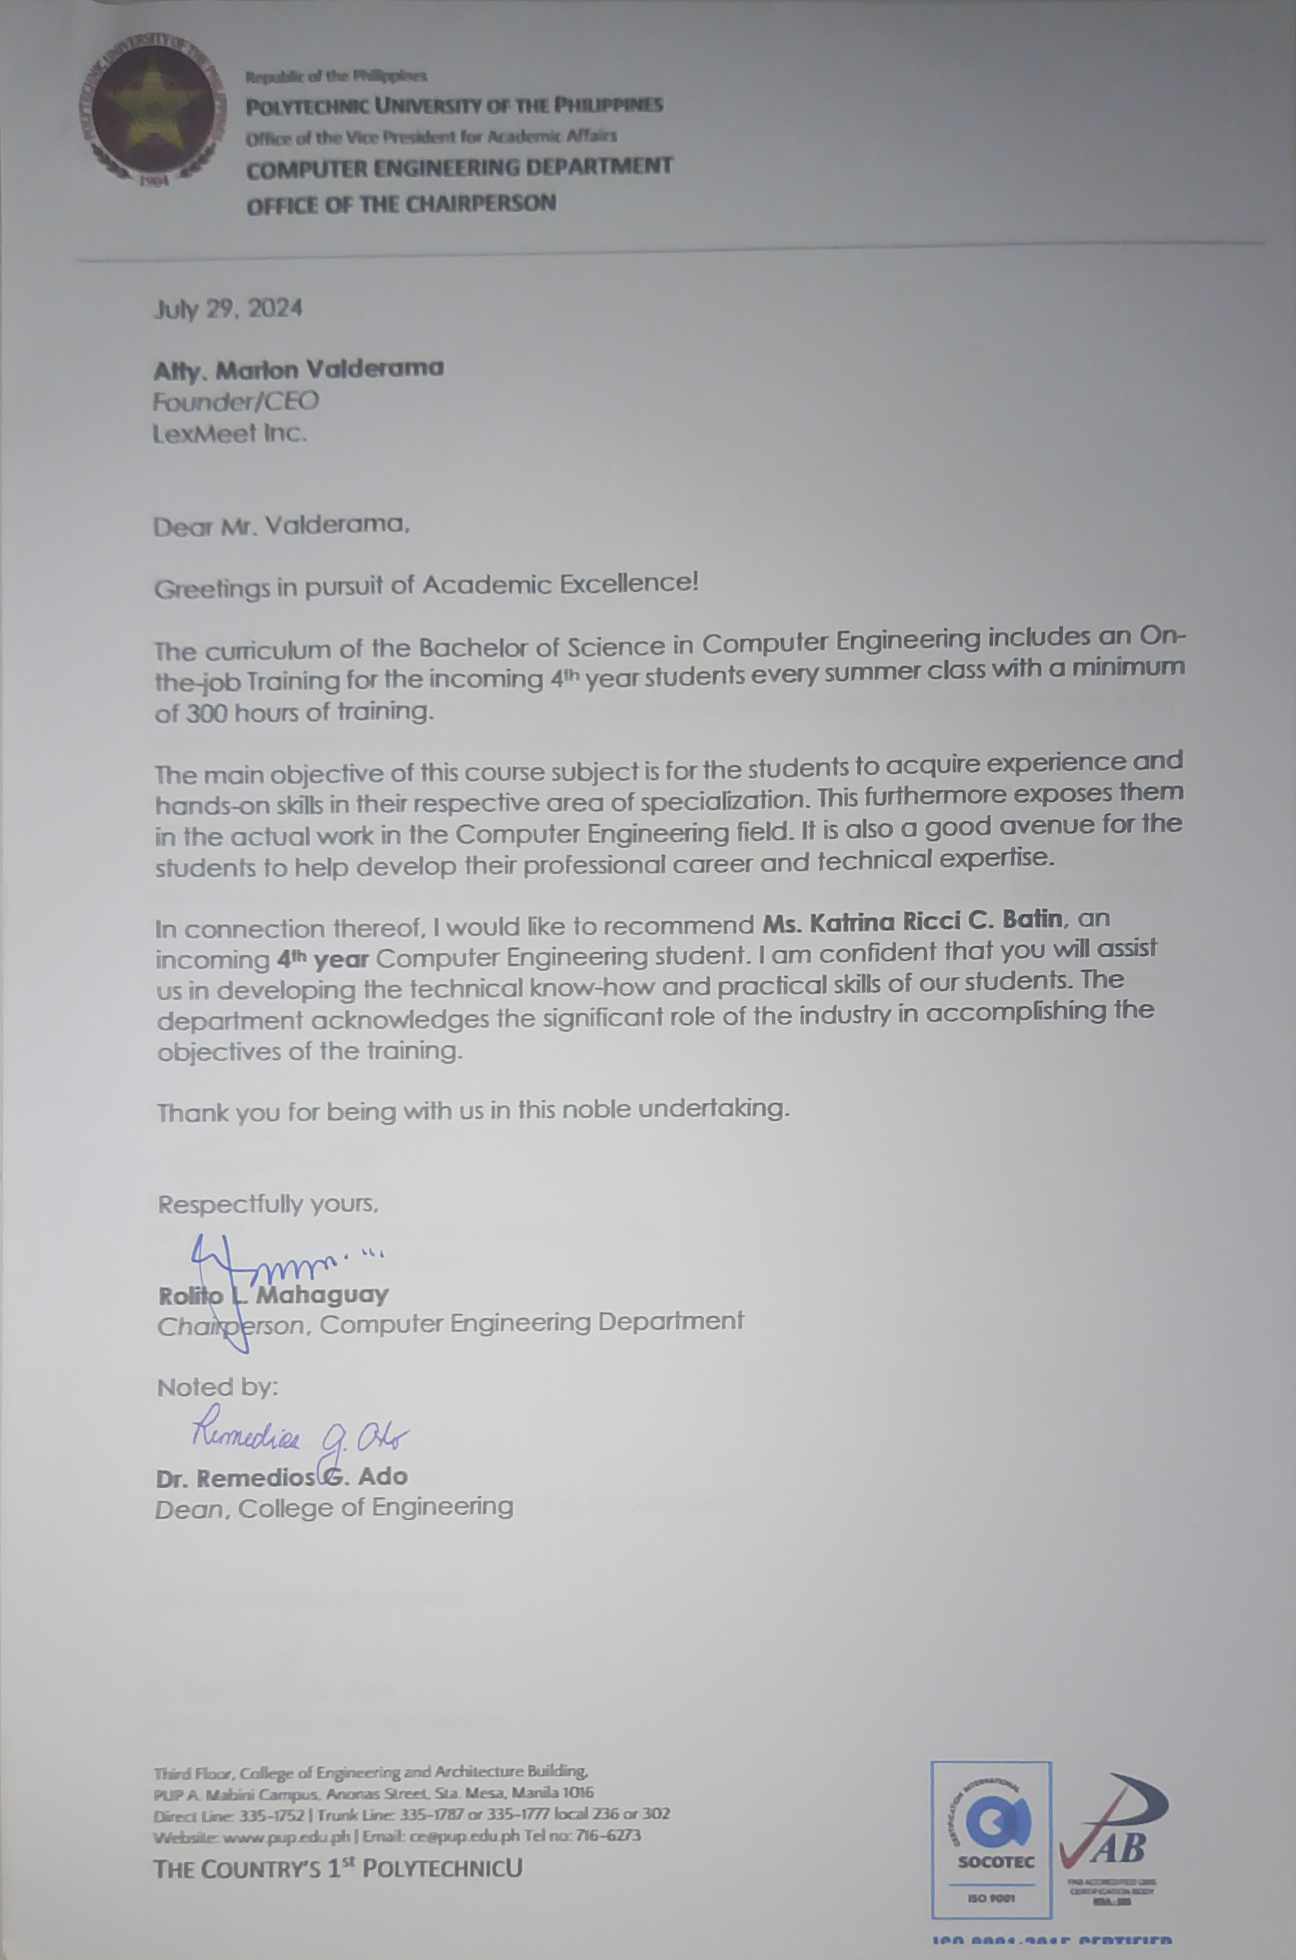 POLYTECHNIC UNIVERSITY OF THE PHILIPPINES
1904
Republic of the Philippines
POLYTECHNIC UNIVERSITY OF THE PHILIPPINES
Office of the Vice President for Academic Affairs
COMPUTER ENGINEERING DEPARTMENT
OFFICE OF THE CHAIRPERSON
July 29, 2024
Atty. Marlon Valderama
Founder/CEO
LexMeet Inc.
Dear Mr. Valderama,
Greetings in pursuit of Academic Excellence!
The curriculum of the Bachelor of Science in Computer Engineering includes an On-
the-job Training for the incoming 4th year students every summer class with a minimum
of 300 hours of training.
The main objective of this course subject is for the students to acquire experience and
hands-on skills in their respective area of specialization. This furthermore exposes them
in the actual work in the Computer Engineering field. It is also a good avenue for the
students to help develop their professional career and technical expertise.
In connection thereof, I would like to recommend Ms. Katrina Ricci C. Batin, an
incoming 4th year Computer Engineering student. I am confident that you will assist
us in developing the technical know-how and practical skills of our students. The
department acknowledges the significant role of the industry in accomplishing the
objectives of the training.
Thank you for being with us in this noble undertaking.
Respectfully yours,
Rolito L. Mahaguay
Chairperson, Computer Engineering Department
Noted by:
Remedios G. Ado
Dr. Remedios G. Ado
Dean, College of Engineering
Third Floor, College of Engineering and Architecture Building,
PUP A. Mabini Campus, Anonas Street, Sta. Mesa, Manila 1016
Direct Line: 335-1752 | Trunk Line: 335-1787 or 335-1777 local 236 or 302
Website: www.pup.edu.ph | Email: ce@pup.edu.ph Tel no: 716-6273
THE COUNTRY'S 1st POLYTECHNICU
CERTIFICATION INTERNATIONAL
SOCOTEC
ISO 9001
PAB
PAB ACCREDITED QMS
CERTIFICATION BODY
ISO 9001:2015 CERTIFIED